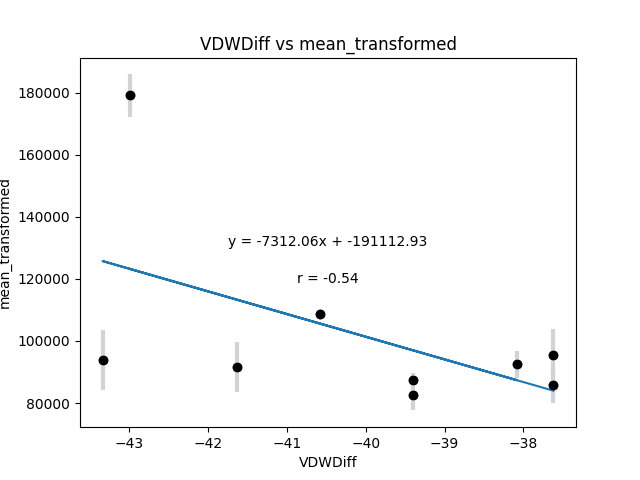 VDWDiff vs mean_transformed
mean_transformed
180000
160000
140000
120000
100000
80000
y = -7312.06x + -191112.93
r = -0.54
−43
−42
−41
−40
−39
−38
VDWDiff